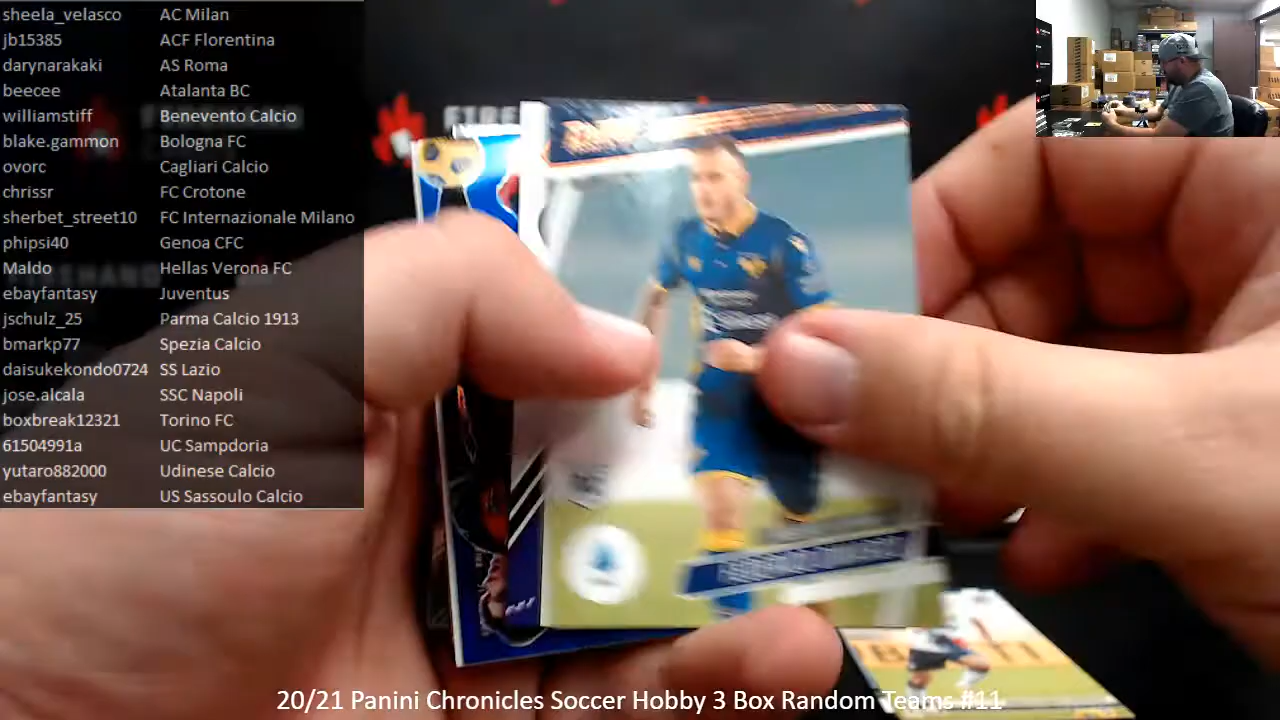 sheela_velasco AC Milan
jb15385 ACF Florentina
darynarakaki AS Roma
beecee Atalanta BC
williamstiff Benevento Calcio
blake.gammon Bologna FC
ovorc Cagliari Calcio
chrissr FC Crotone
sherbet_street10 FC Internazionale Milano
phipsi40 Genoa CFC
Maldo Hellas Verona FC
ebayfantasy Juventus
jschulz_25 Parma Calcio 1913
bmarkp77 Spezia Calcio
daisukekondo0724 SS Lazio
jose.alcala SSC Napoli
boxbreak12321 Torino FC
61504991a UC Sampdoria
yutaro882000 Udinese Calcio
ebayfantasy US Sassoulo Calcio
20/21 Panini Chronicles Soccer Hobby 3 Box Random Teams #11